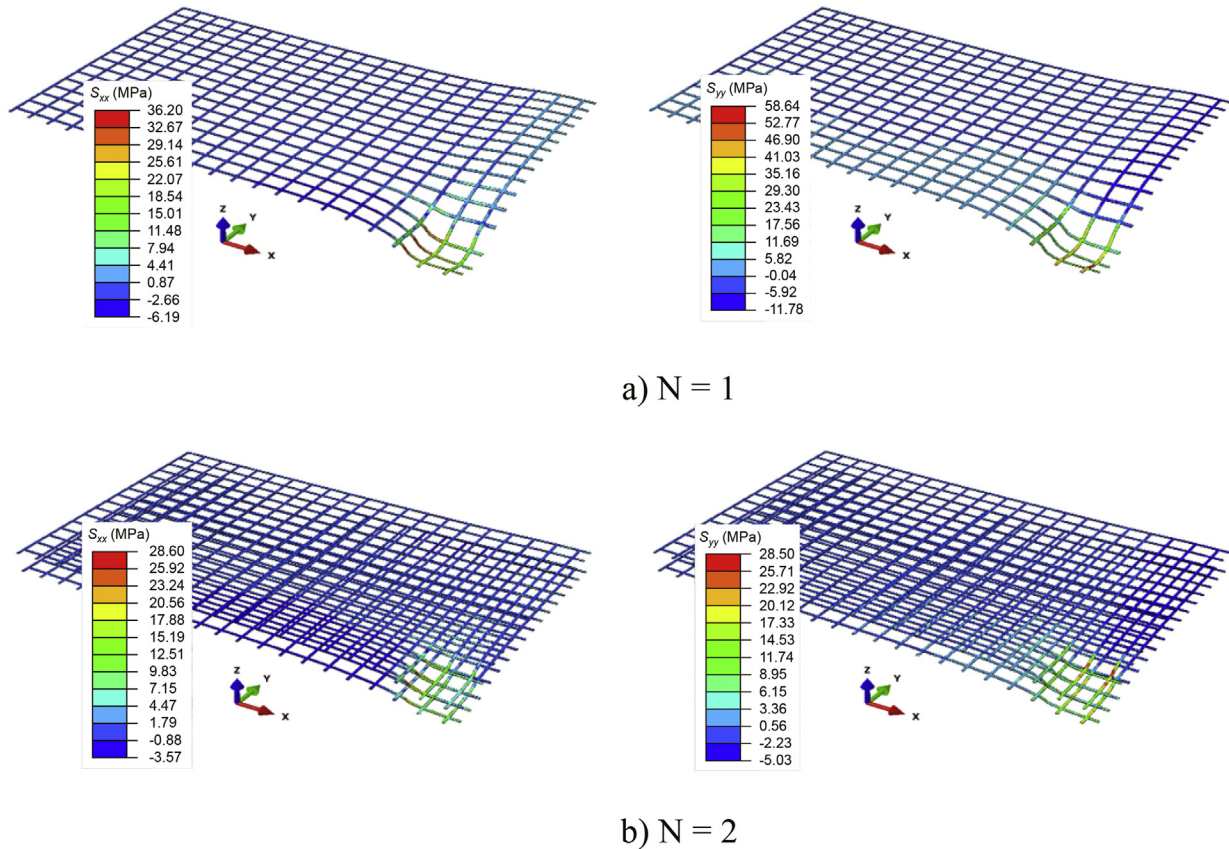 Sxx (MPa)
36.20
32.67
29.14
25.61
22.07
18.54
15.01
11.48
7.94
4.41
0.87
-2.66
-6.19
Z
Y
X
Syy (MPa)
58.64
52.77
46.90
41.03
35.16
29.30
23.43
17.56
11.69
5.82
-0.04
-5.92
-11.78
Z
Y
X
a) N = 1
Sxx (MPa)
28.60
25.92
23.24
20.56
17.88
15.19
12.51
9.83
7.15
4.47
1.79
-0.88
-3.57
Z
Y
X
Syy (MPa)
28.50
25.71
22.92
20.12
17.33
14.53
11.74
8.95
6.15
3.36
0.56
-2.23
-5.03
Z
Y
X
b) N = 2